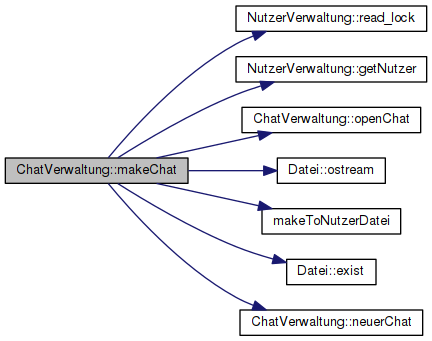 NutzerVerwaltung::read_lock
NutzerVerwaltung::getNutzer
ChatVerwaltung::openChat
ChatVerwaltung::makeChat
Datei::ostream
makeToNutzerDatei
Datei::exist
ChatVerwaltung::neuerChat